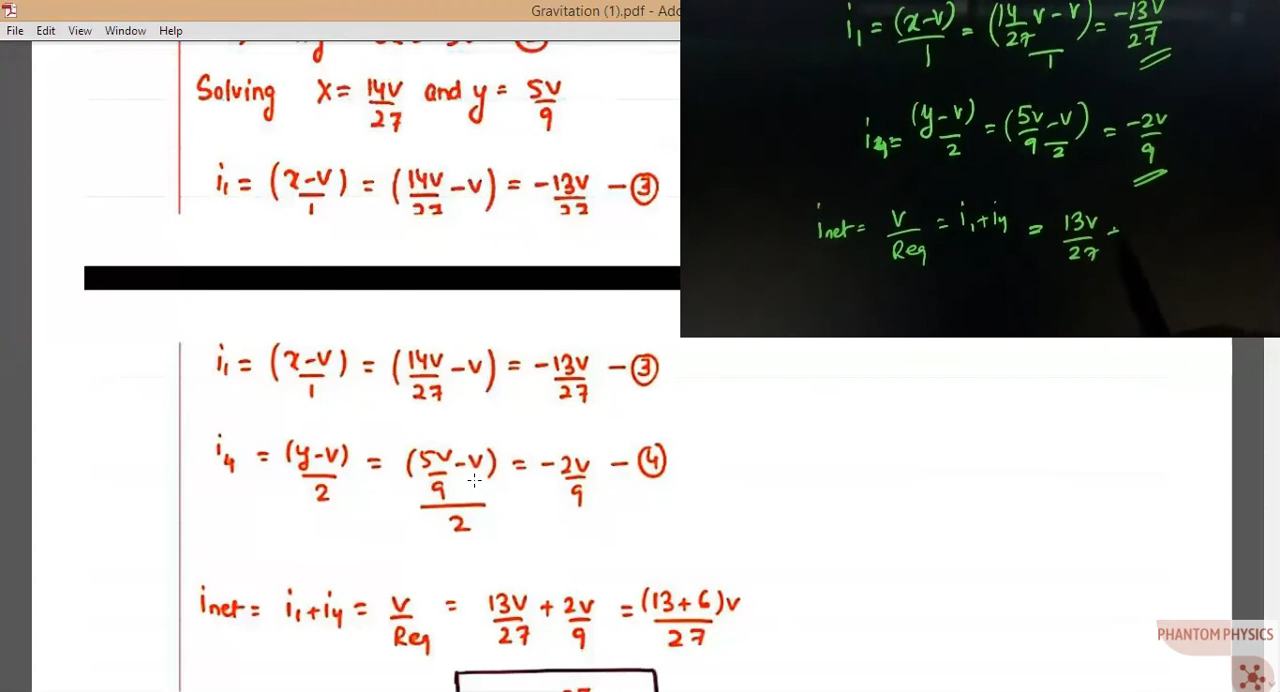 Gravitation (1).pdf - Ado
File Edit View Window Help
Solving x = 14V/27 and y = 5V/9
i₁ = (x-V)/1 = (14V/27 - V) = -13V/27 - ③
i₁ = (x-V)/1 = (14V/27 - V) = -13V/27 - ③
i₄ = (y-V)/2 = (5V/9 - V)/2 = -2V/9 - ④
inet = i₁+i₄ = V/Req = 13V/27 + 2V/9 = (13+6)V/27
i₁ = (x-V)/1 = (14/27 V - V)/1 = -13V/27
i₄ = (y-V)/2 = (5V/9 - V)/2 = -2V/9
inet = V/Req = i₁+i₄ = 13V/27 +
PHANTOM PHYSICS